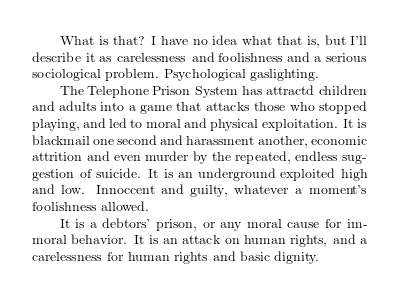 What is that? I have no idea what that is, but I'll
describe it as carelessness and foolishness and a serious
sociological problem. Psychological gaslighting.
The Telephone Prison System has attractd children
and adults into a game that attacks those who stopped
playing, and led to moral and physical exploitation. It is
blackmail one second and harassment another, economic
attrition and even murder by the repeated, endless sug-
gestion of suicide. It is an underground exploited high
and low. Innoccent and guilty, whatever a moment's
foolishness allowed.
It is a debtors' prison, or any moral cause for im-
moral behavior. It is an attack on human rights, and a
carelessness for human rights and basic dignity.